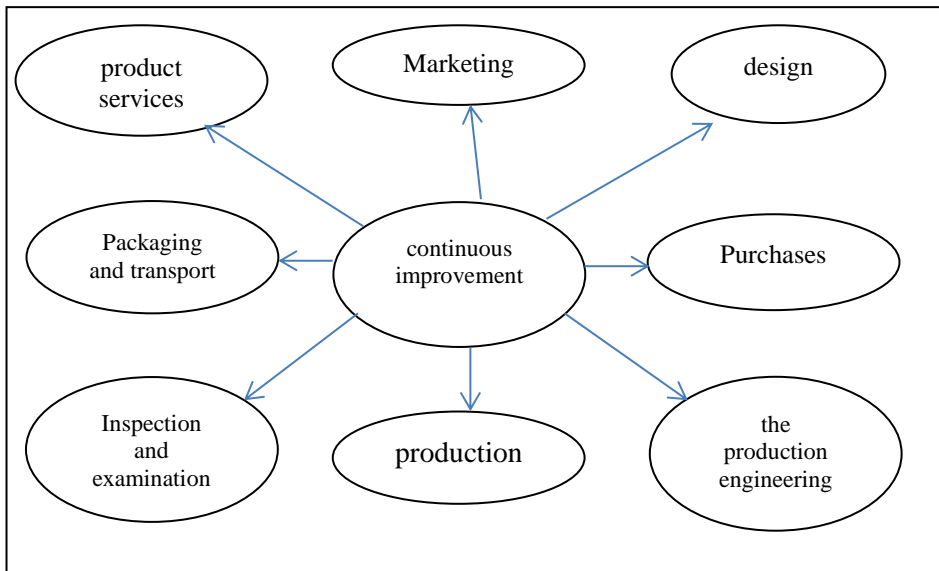 product
services
Marketing
design
Packaging
and transport
continuous
improvement
Purchases
Inspection
and
examination
production
the
production
engineering